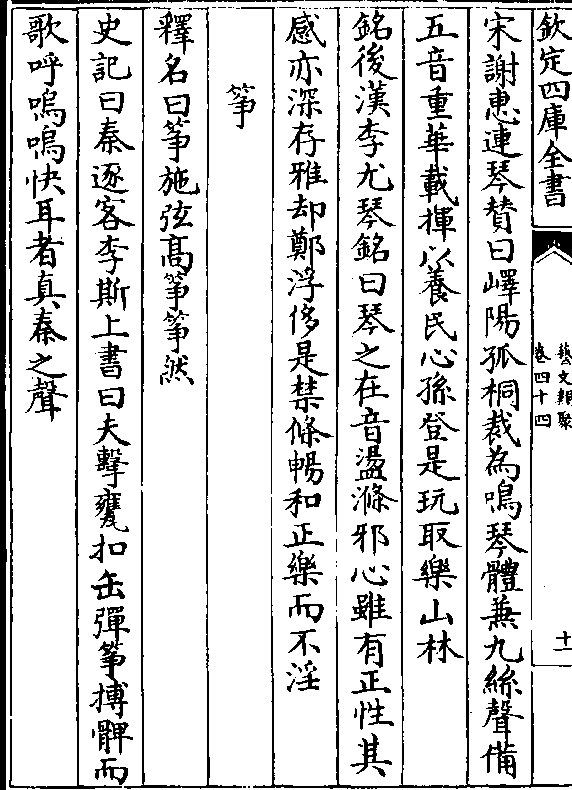 欽定四庫全書
藝文類聚
卷四十四
十一
宋謝惠連琴賛曰嶧陽孤桐裁為鳴琴體兼九絲聲備
五音重華載揮以養民心孫登是玩取樂山林
銘後漢李尤琴銘曰琴之在音盪滌邪心雖有正性其
感亦深存雅却鄭浮侈是禁條暢和正樂而不淫
筝
釋名曰筝施弦高筝筝然
史記曰秦逐客李斯上書曰夫擊甕扣缶彈筝搏髀而
歌呼嗚嗚快耳者真秦之聲